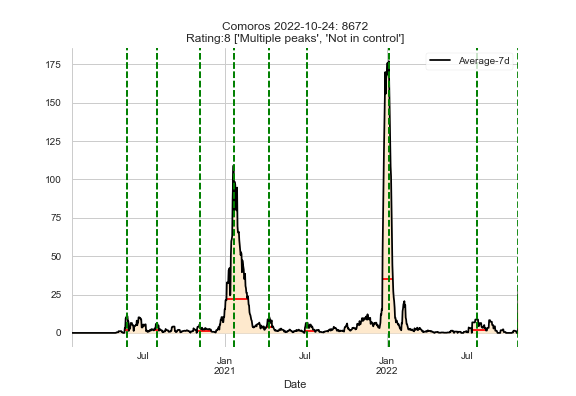 Comoros 2022-10-24: 8672
Rating:8 ['Multiple peaks', 'Not in control']
Average-7d
175
150
125
100
75
50
25
0
Jul
Jan
2021
Jul
Jan
2022
Jul
Date